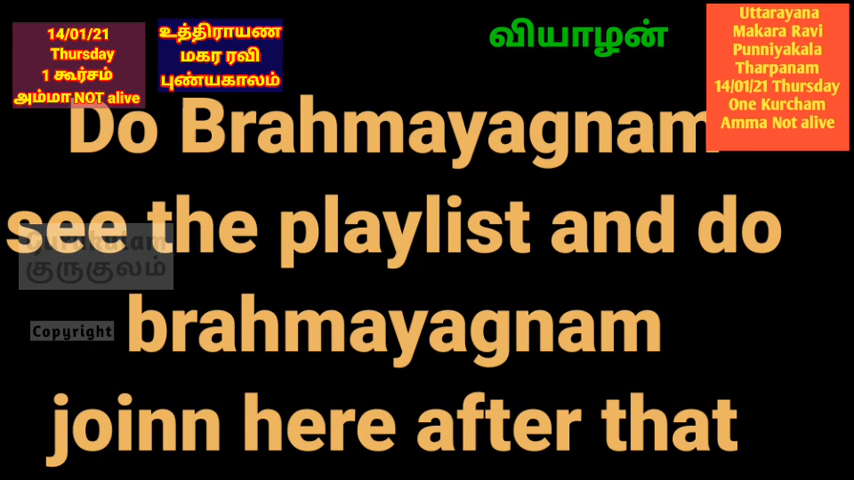 14/01/21
Thursday
1 கூர்சம்
அம்மா NOT alive
உத்திராயண
மகர ரவி
புண்யகாலம்
வியாழன்
Uttarayana
Makara Ravi
Punniyakala
Tharpanam
14/01/21 Thursday
One Kurcham
Amma Not alive
Do Brahmayagnam
see the playlist and do
brahmayagnam
joinn here after that
Gurukulam
குருகுலம்
Copyright